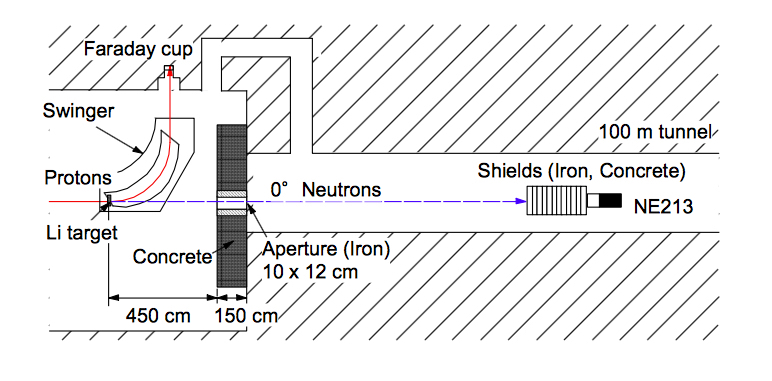 Faraday cup
Swinger
100 m tunnel
Protons
Shields (Iron, Concrete)
0° Neutrons
NE213
Li target
Concrete
Aperture (Iron)
10 x 12 cm
450 cm
150 cm